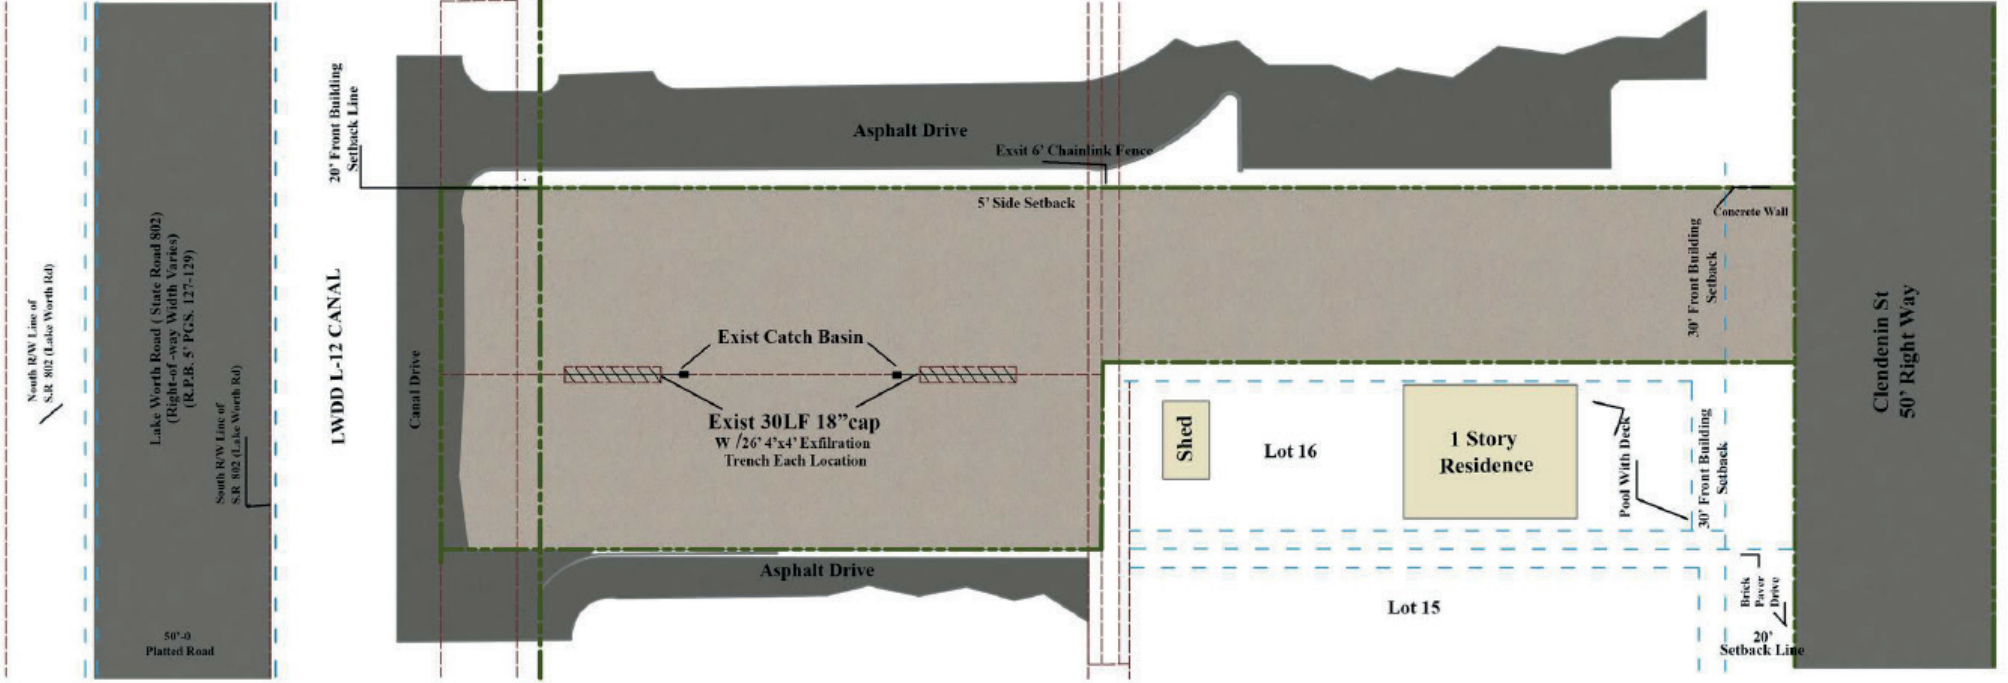 South R/W Line of
S.R 802 (Lake Worth Rd)
Lake Worth Road ( State Road 802)
(Right-of -way Width Varies)
(R.P.B. 5' PGS. 127-129)
South R/W Line of
S.R 802 (Lake Worth Rd)
50'-0
Platted Road
LWDD L-12 CANAL
20' Front Building
Setback Line
Canal Drive
Asphalt Drive
Exsit 6' Chainlink Fence
5' Side Setback
Exist Catch Basin
Exist 30LF 18”cap
W /26' 4'x4' Exfilration
Trench Each Location
Asphalt Drive
Concrete Wall
30' Front Building
Setback
Shed
Lot 16
1 Story
Residence
Pool With Deck
30' Front Building
Setback
Lot 15
Brick
Paver
Drive
20'
Setback Line
Clendenin St
50' Right Way